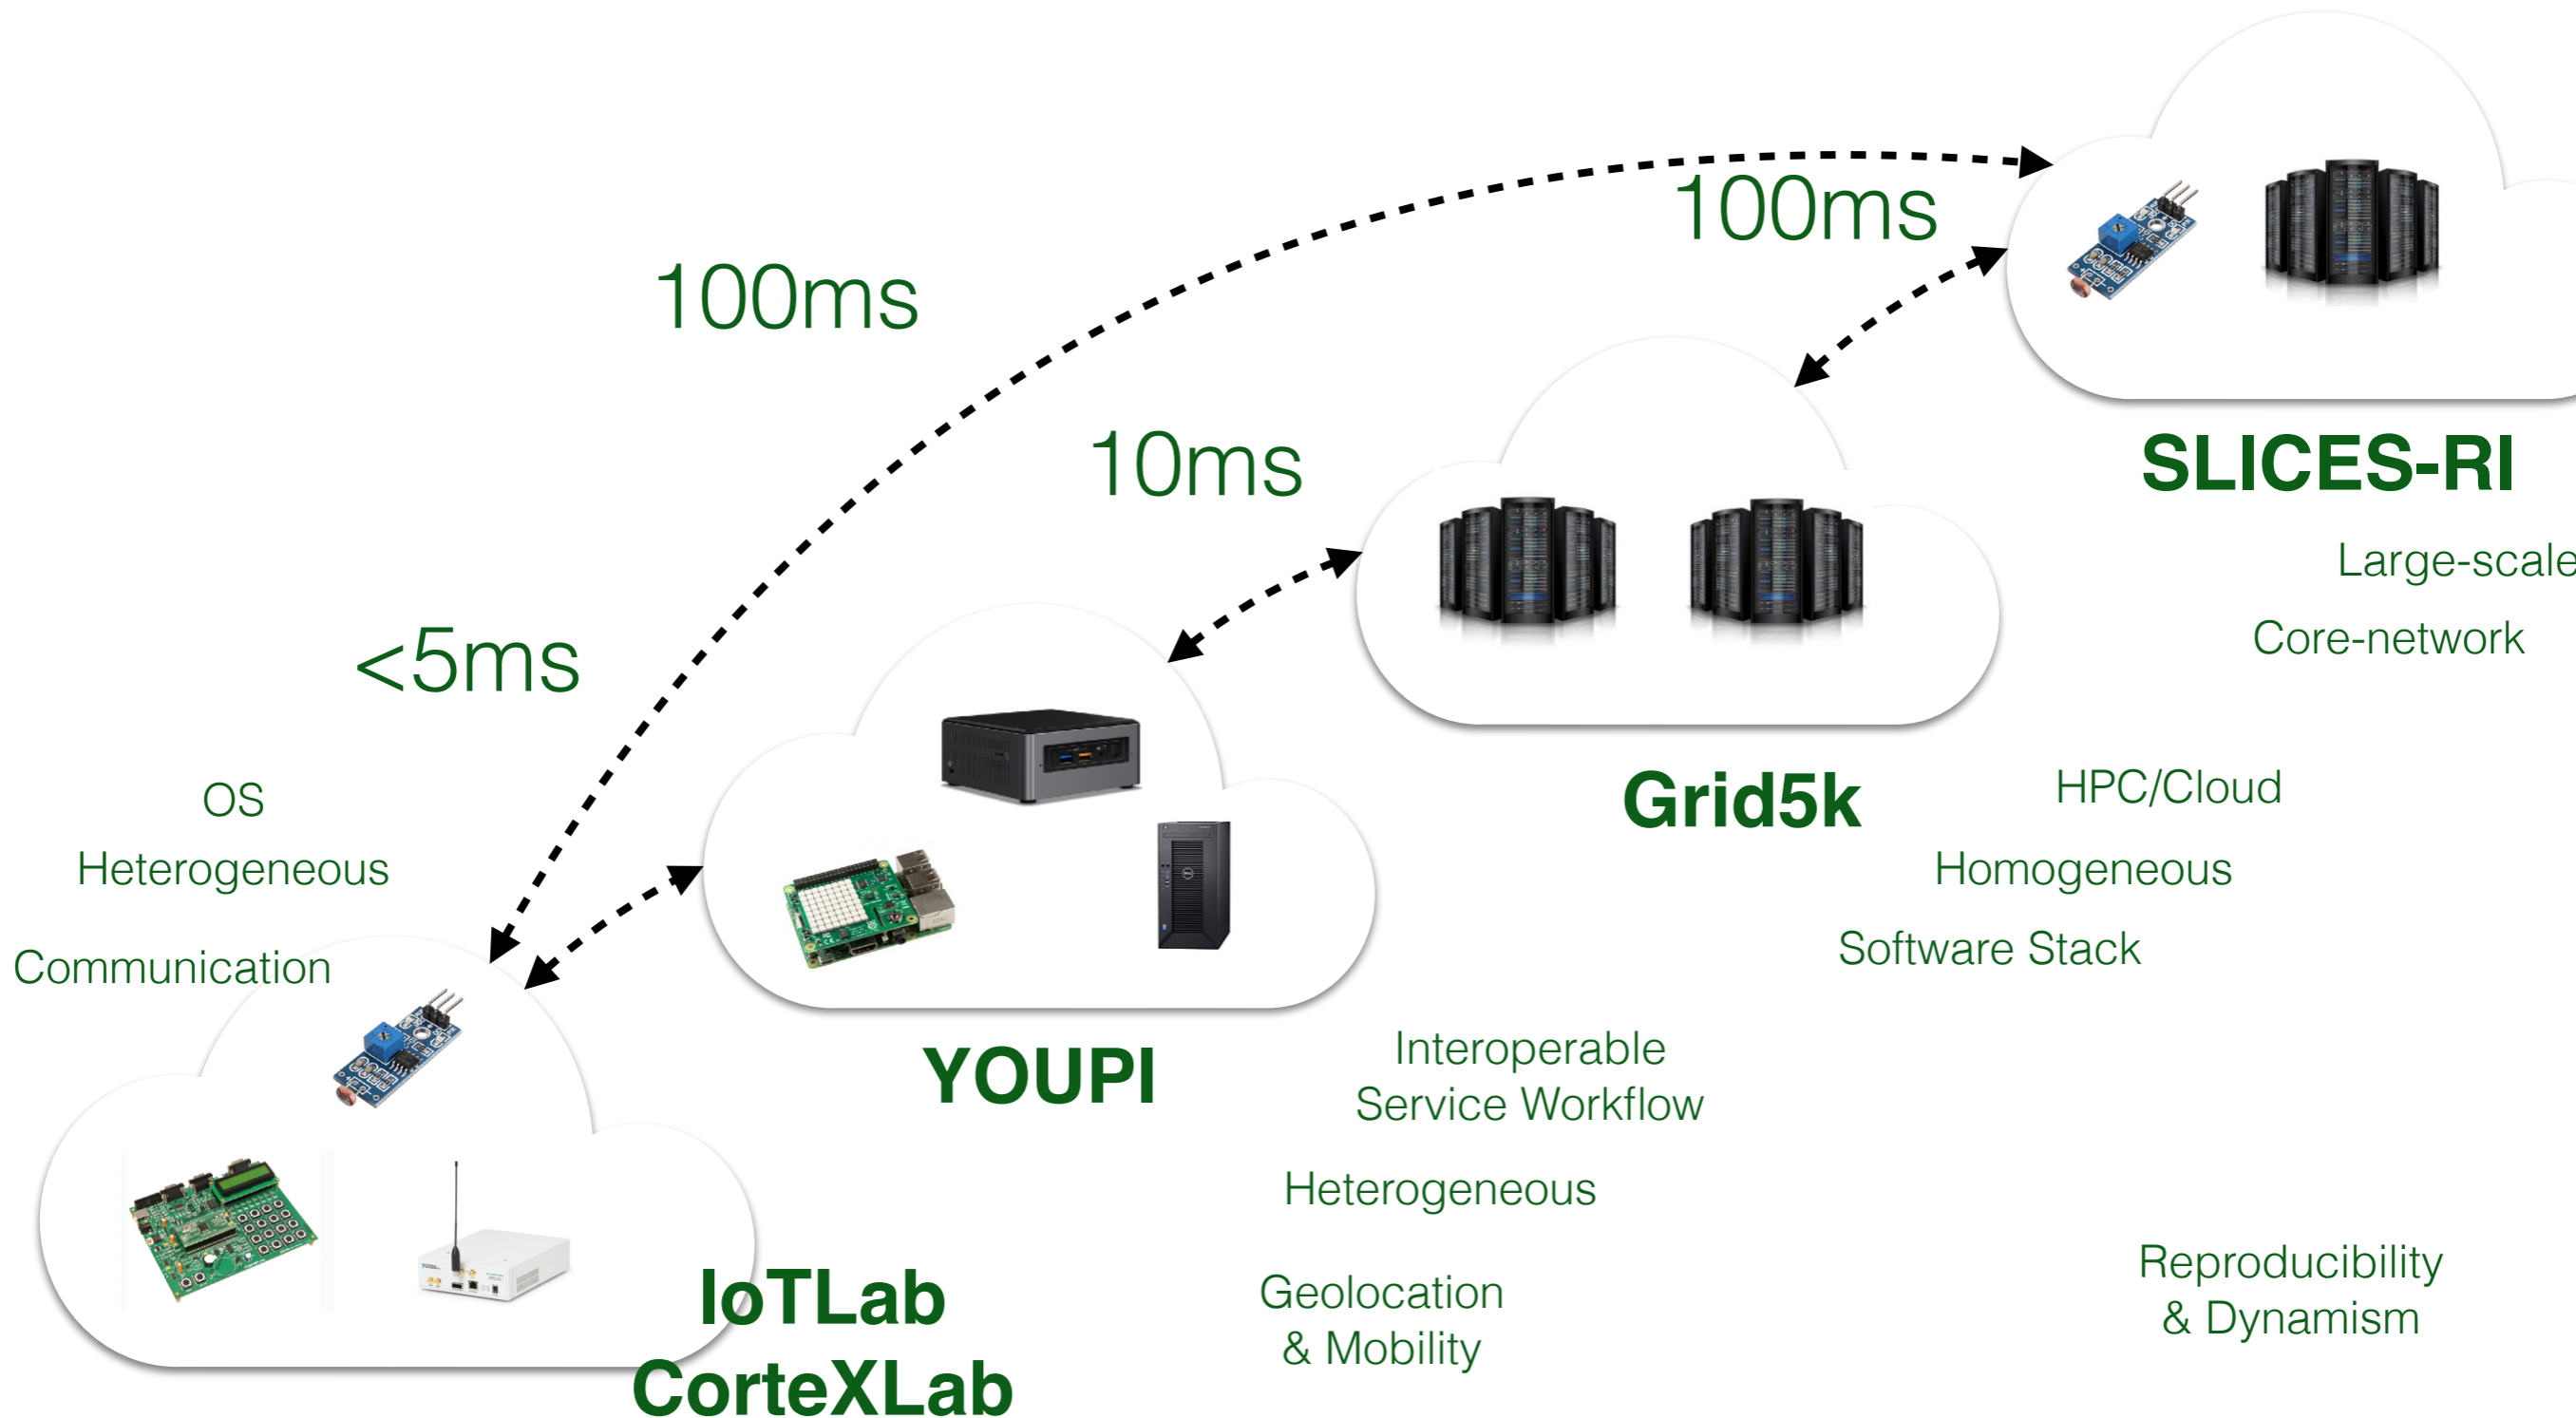 100ms
100ms
10ms
<5ms
SLICES-RI
Large-scale
Core-network
OS
Heterogeneous
Communication
Grid5k
HPC/Cloud
Homogeneous
Software Stack
YOUPI
Interoperable
Service Workflow
Heterogeneous
Geolocation
& Mobility
Reproducibility
& Dynamism
IoTLab
CorteXLab